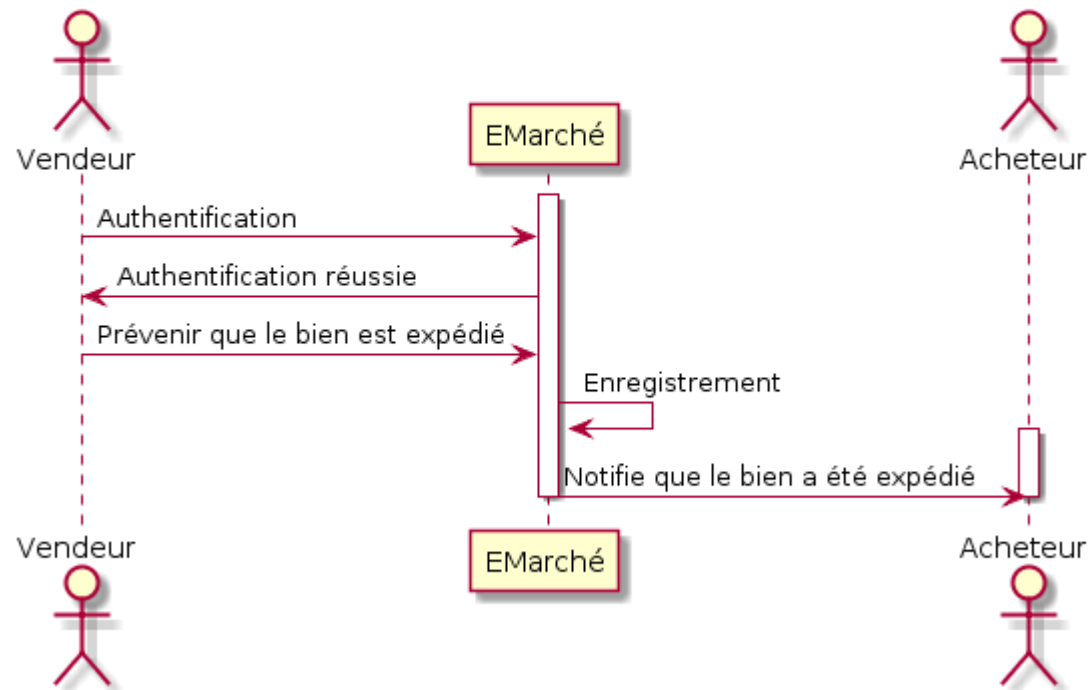 Vendeur
EMarché
Acheteur
Authentification
Authentification réussie
Prévenir que le bien est expédié
Enregistrement
Notifie que le bien a été expédié
Vendeur
EMarché
Acheteur